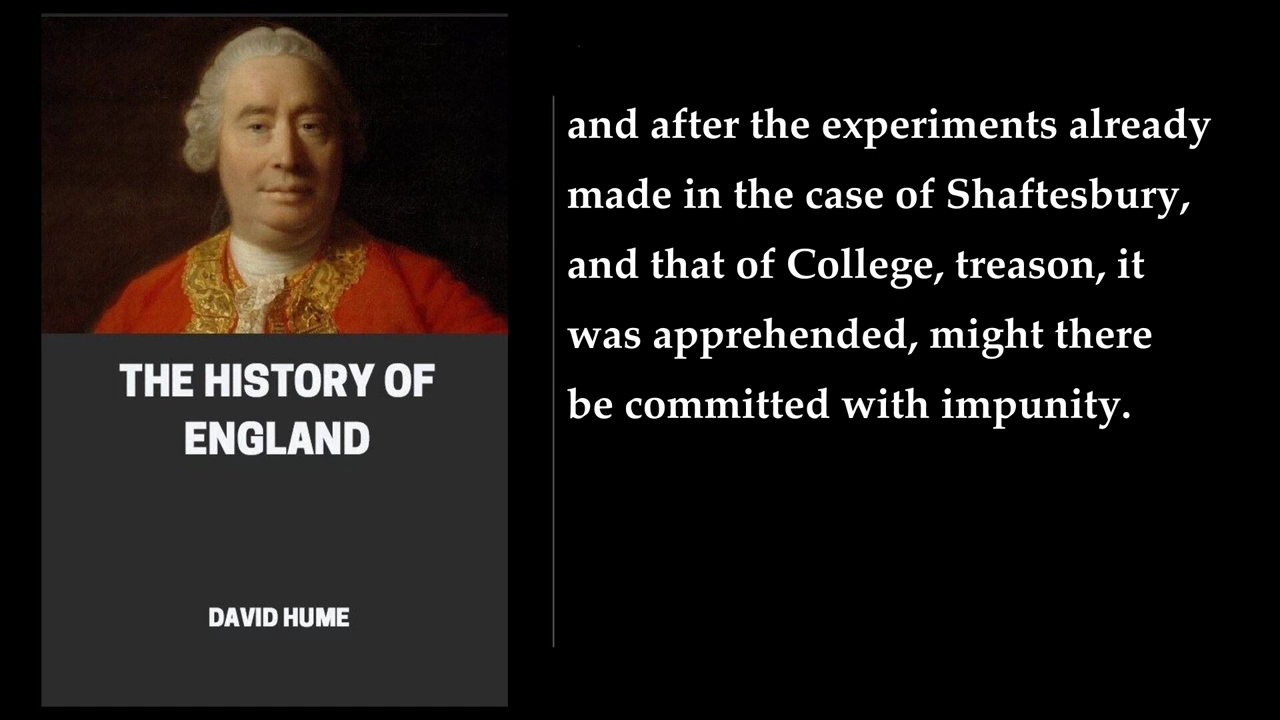 THE HISTORY OF
ENGLAND
DAVID HUME
and after the experiments already
made in the case of Shaftesbury,
and that of College, treason, it
was apprehended, might there
be committed with impunity.